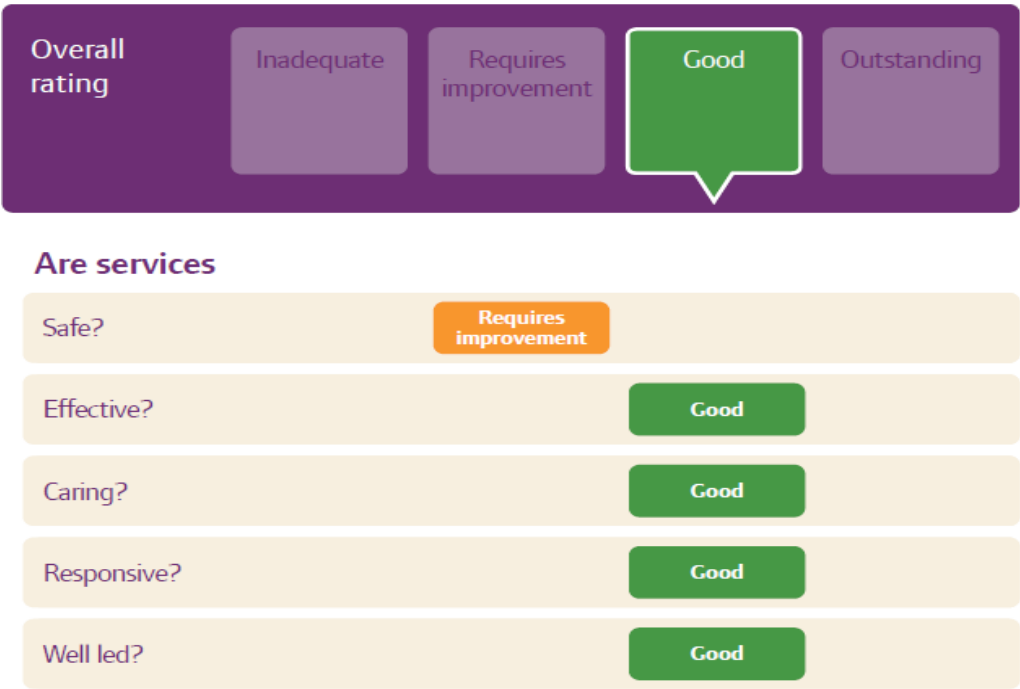 Overall
rating
Inadequate
Requires
improvement
Good
Outstanding
Are services
Safe?
Requires
improvement
Effective?
Good
Caring?
Good
Responsive?
Good
Well led?
Good